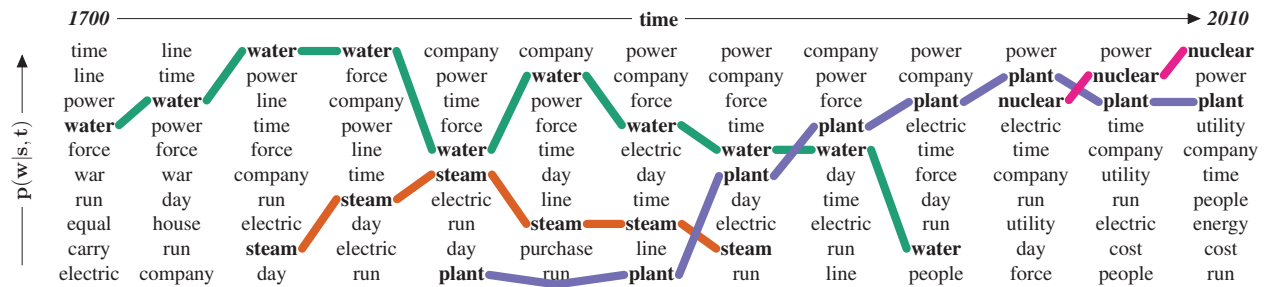 1700 time 2010
time line water water company company power power company power power power nuclear
line time power force power water company company power company plant nuclear power
power water line company time power force force force plant nuclear plant plant
water power time power force force water time plant electric electric time utility
force force force line water time electric water water time time company company
war war company time steam day day plant day force company utility time
run day run steam electric line time day time day run run people
equal house electric day run steam steam electric electric run utility electric energy
carry run steam electric day purchase line steam run water day cost cost
electric company day run plant run plant run line people force people run
p(w|s, t)